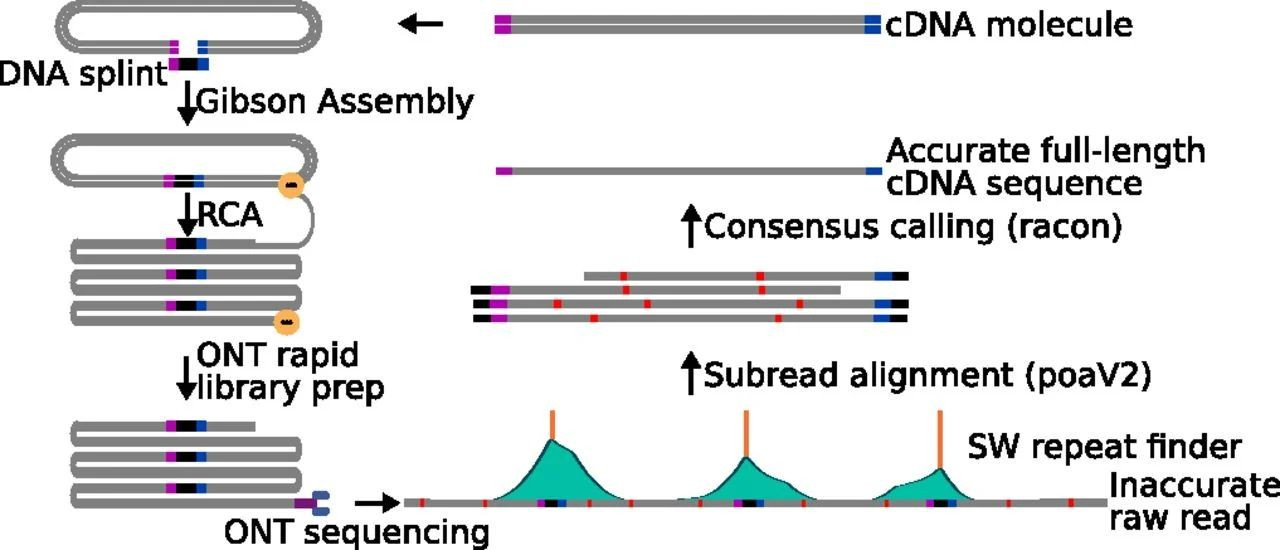 cDNA molecule
DNA splint
Gibson Assembly
RCA
ONT rapid
library prep
ONT sequencing
Inaccurate
raw read
SW repeat finder
Subread alignment (poaV2)
Consensus calling (racon)
Accurate full-length
cDNA sequence